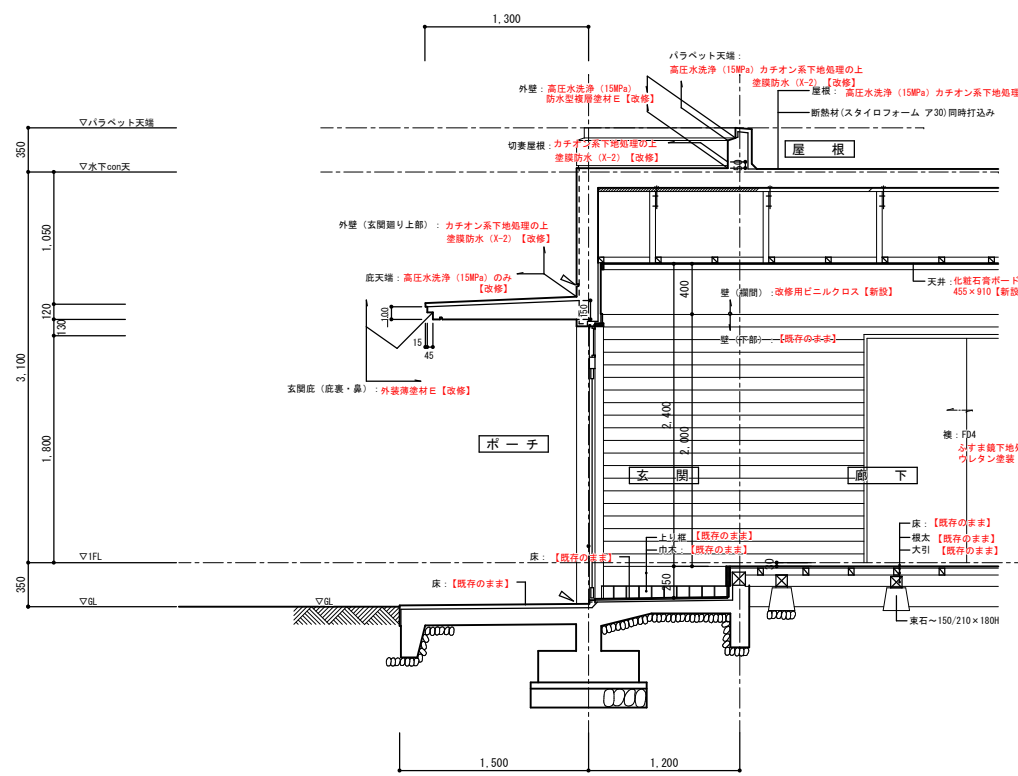 1,300
パラペット天端：
高圧水洗浄（15MPa）カチオン系下地処理の上
塗膜防水（X-2）【改修】
外壁：高圧水洗浄（15MPa）
防水型複層塗材Ｅ【改修】
屋根：高圧水洗浄（15MPa）カチオン系下地処理
断熱材(スタイロフォーム ア30)同時打込み
▽パラペット天端
350
切妻屋根：カチオン系下地処理の上
塗膜防水（X-2）【改修】
屋　根
▽水下con天
1,050
外壁（玄関廻り上部）：カチオン系下地処理の上
塗膜防水（X-2）【改修】
庇天端：高圧水洗浄（15MPa）のみ
【改修】
天井：化粧石膏ボード
455×910【新設
400
壁（欄間）：改修用ビニルクロス【新設】
120
100
150
130
15
45
壁（下部）：【既存のまま】
3,100
玄関庇（庇裏・鼻）：外装薄塗材Ｅ【改修】
2,400
2,000
1,800
ポーチ
襖：FD4
ふすま鏡下地処
ウレタン塗装
玄　関
廊　下
上り框【既存のまま】
巾木：【既存のまま】
床：【既存のまま】
根太【既存のまま】
大引【既存のまま】
▽1FL
床：【既存のまま】
250
350
床：【既存のまま】
▽GL
▽GL
束石～150/210×180H
1,500
1,200